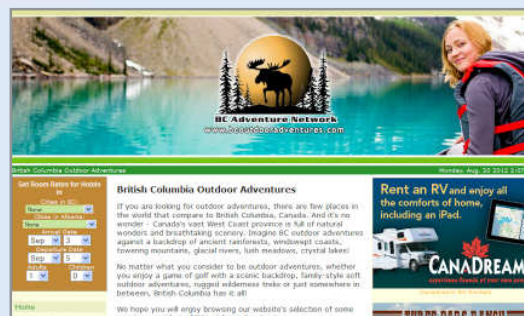 BC Adventure Network
www.bcoutdooradventures.com
British Columbia Outdoor Adventures
Monday, Aug. 20 2012
Get Room Rates for Hotels
in
Cities in BC:
None
Cities in Alberta:
None
Arrival Date
Sep 3
Departure Date
Sep 5
Adults Children
1 0
Home
British Columbia Outdoor Adventures
If you are looking for outdoor adventures, there are few places in
the world that compare to British Columbia, Canada. And it's no
wonder - Canada's vast West Coast province is full of natural
wonders and breathtaking scenery. Imagine BC outdoor adventures
against a backdrop of ancient rainforests, windswept coasts,
towering mountains, glacial rivers, lush meadows, crystal lakes!
No matter what you consider to be outdoor adventures, whether
you enjoy a game of golf with a scenic backdrop, family-style soft
outdoor adventures, rugged wilderness treks or just somewhere in
between, British Columbia has it all!
We hope you will enjoy browsing our website's selection of some
Rent an RV and enjoy all
the comforts of home,
including an iPad.
CANADREAM